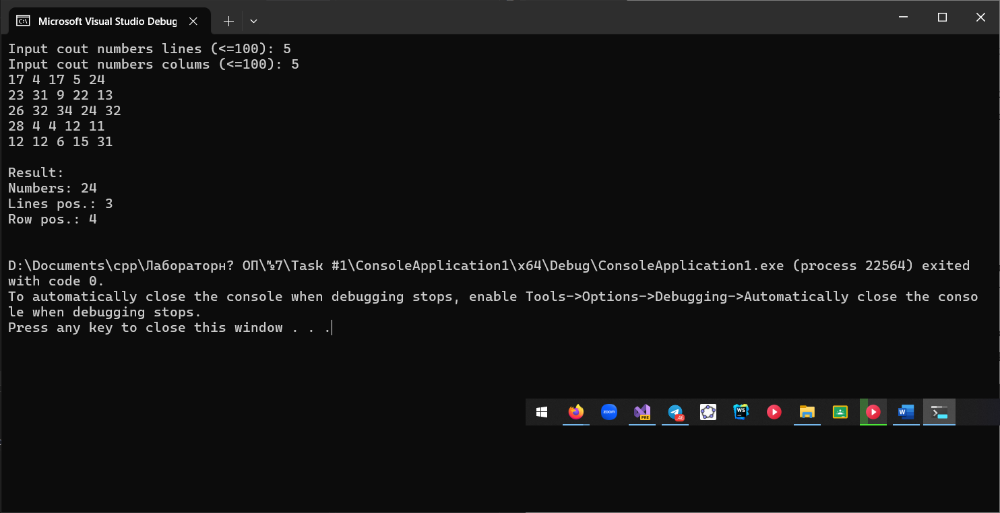 Microsoft Visual Studio Debug
Input cout numbers lines (<=100): 5
Input cout numbers colums (<=100): 5
17 4 17 5 24
23 31 9 22 13
26 32 34 24 32
28 4 4 12 11
12 12 6 15 31
Result:
Numbers: 24
Lines pos.: 3
Row pos.: 4
D:\Documents\cpp\Лабораторн? ОП\№7\Task #1\ConsoleApplication1\x64\Debug\ConsoleApplication1.exe (process 22564) exited
with code 0.
To automatically close the console when debugging stops, enable Tools->Options->Debugging->Automatically close the conso
le when debugging stops.
Press any key to close this window . . .
zoom PRE 46 WS W